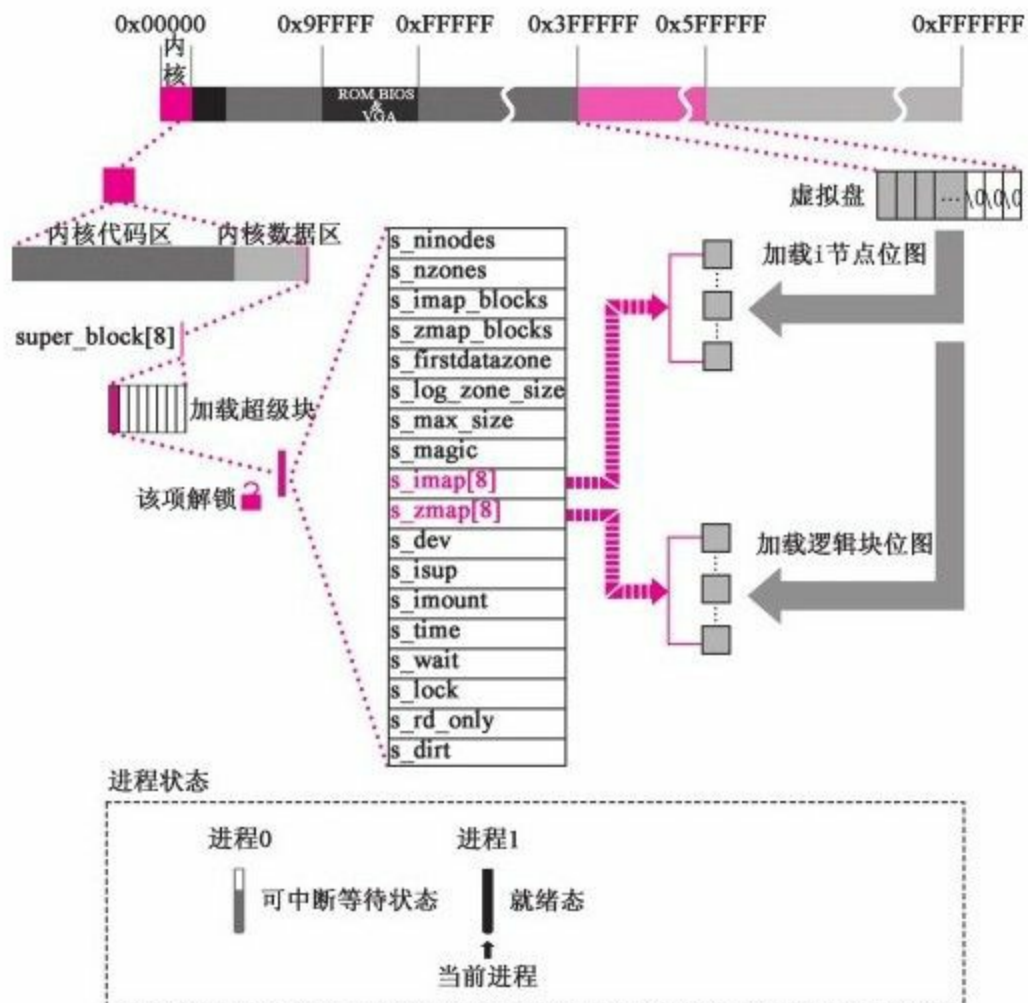 0x00000 0x9FFFF 0xFFFFF 0x3FFFFF 0x5FFFFF 0xFFFFFF
内
核
ROM BIOS
&
VGA
虚拟盘
... \0 \0 \0
内核代码区 内核数据区
super_block[8]
加载超级块
该项解锁
s_ninodes
s_nzones
s_imap_blocks
s_zmap_blocks
s_firstdatazone
s_log_zone_size
s_max_size
s_magic
s_imap[8]
s_zmap[8]
s_dev
s_isup
s_imount
s_time
s_wait
s_lock
s_rd_only
s_dirt
加载i节点位图
加载逻辑块位图
进程状态
进程0 进程1
可中断等待状态 就绪态
当前进程